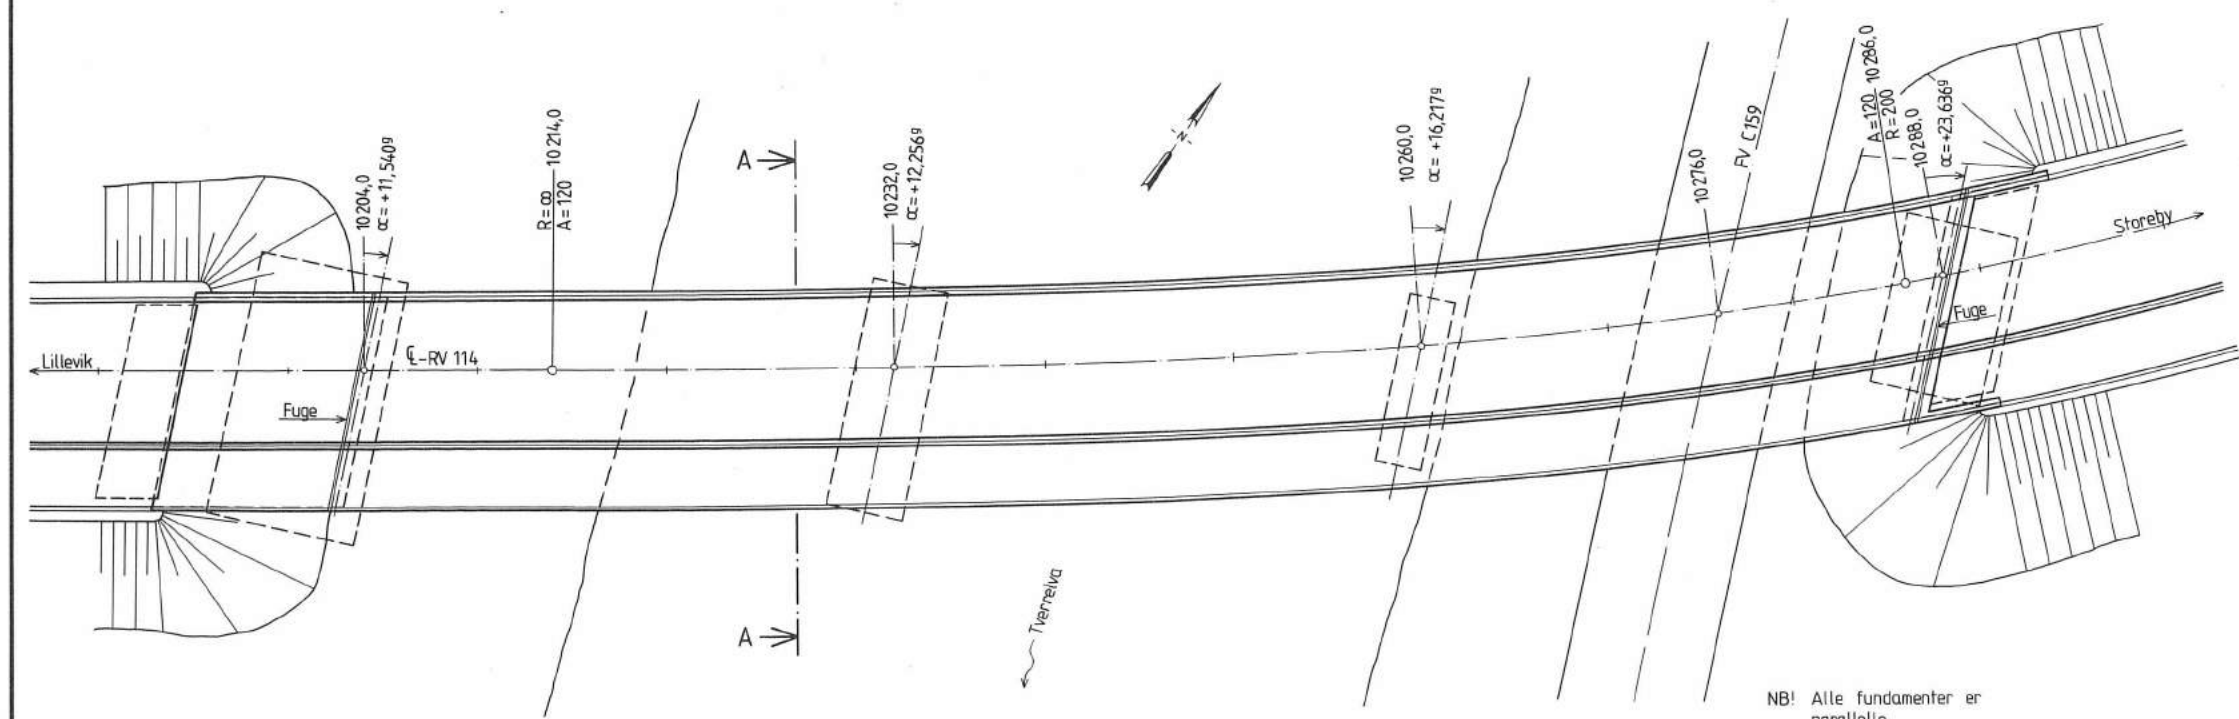 10204,0
α= +11,540g
R= ∞ 10214,0
A=120
A
10232,0
α= +12,256g
N
10260,0
α= +16,217g
10276,0
FV C159
A=120 10286,0
R=200
10288,0
α=+23,636g
Storeby
Lillevik
℄-RV 114
Fuge
Fuge
A
Tverrelva
NB! Alle fundamenter er
parallelle